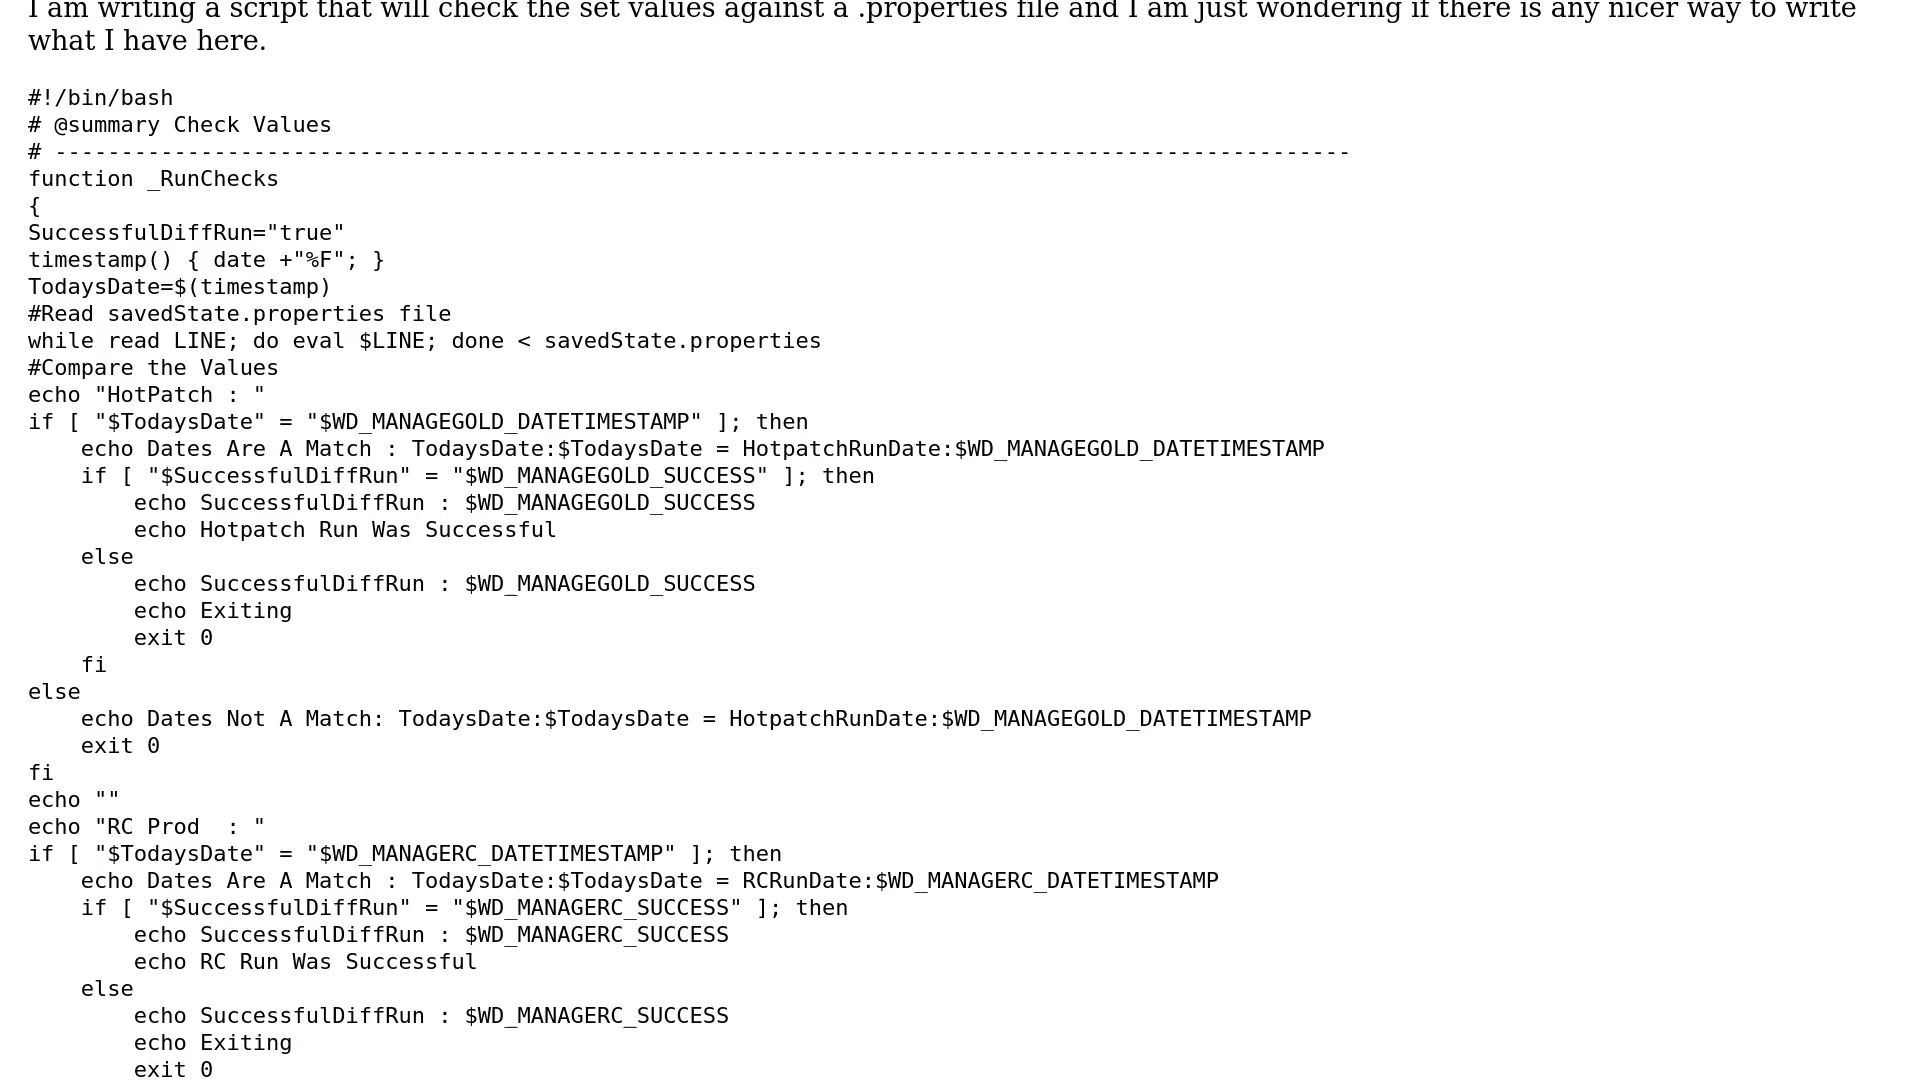 I am writing a script that will check the set values against a .properties file and I am just wondering if there is any nicer way to write
what I have here.
#!/bin/bash
# @summary Check Values
# --------------------------------------------------------------------------------------------------
function _RunChecks
{
SuccessfulDiffRun="true"
timestamp() { date +"%F"; }
TodaysDate=$(timestamp)
#Read savedState.properties file
while read LINE; do eval $LINE; done < savedState.properties
#Compare the Values
echo "HotPatch : "
if [ "$TodaysDate" = "$WD_MANAGEGOLD_DATETIMESTAMP" ]; then
    echo Dates Are A Match : TodaysDate:$TodaysDate = HotpatchRunDate:$WD_MANAGEGOLD_DATETIMESTAMP
    if [ "$SuccessfulDiffRun" = "$WD_MANAGEGOLD_SUCCESS" ]; then
        echo SuccessfulDiffRun : $WD_MANAGEGOLD_SUCCESS
        echo Hotpatch Run Was Successful
    else
        echo SuccessfulDiffRun : $WD_MANAGEGOLD_SUCCESS
        echo Exiting
        exit 0
    fi
else
    echo Dates Not A Match: TodaysDate:$TodaysDate = HotpatchRunDate:$WD_MANAGEGOLD_DATETIMESTAMP
    exit 0
fi
echo ""
echo "RC Prod  : "
if [ "$TodaysDate" = "$WD_MANAGERC_DATETIMESTAMP" ]; then
    echo Dates Are A Match : TodaysDate:$TodaysDate = RCRunDate:$WD_MANAGERC_DATETIMESTAMP
    if [ "$SuccessfulDiffRun" = "$WD_MANAGERC_SUCCESS" ]; then
        echo SuccessfulDiffRun : $WD_MANAGERC_SUCCESS
        echo RC Run Was Successful
    else
        echo SuccessfulDiffRun : $WD_MANAGERC_SUCCESS
        echo Exiting
        exit 0